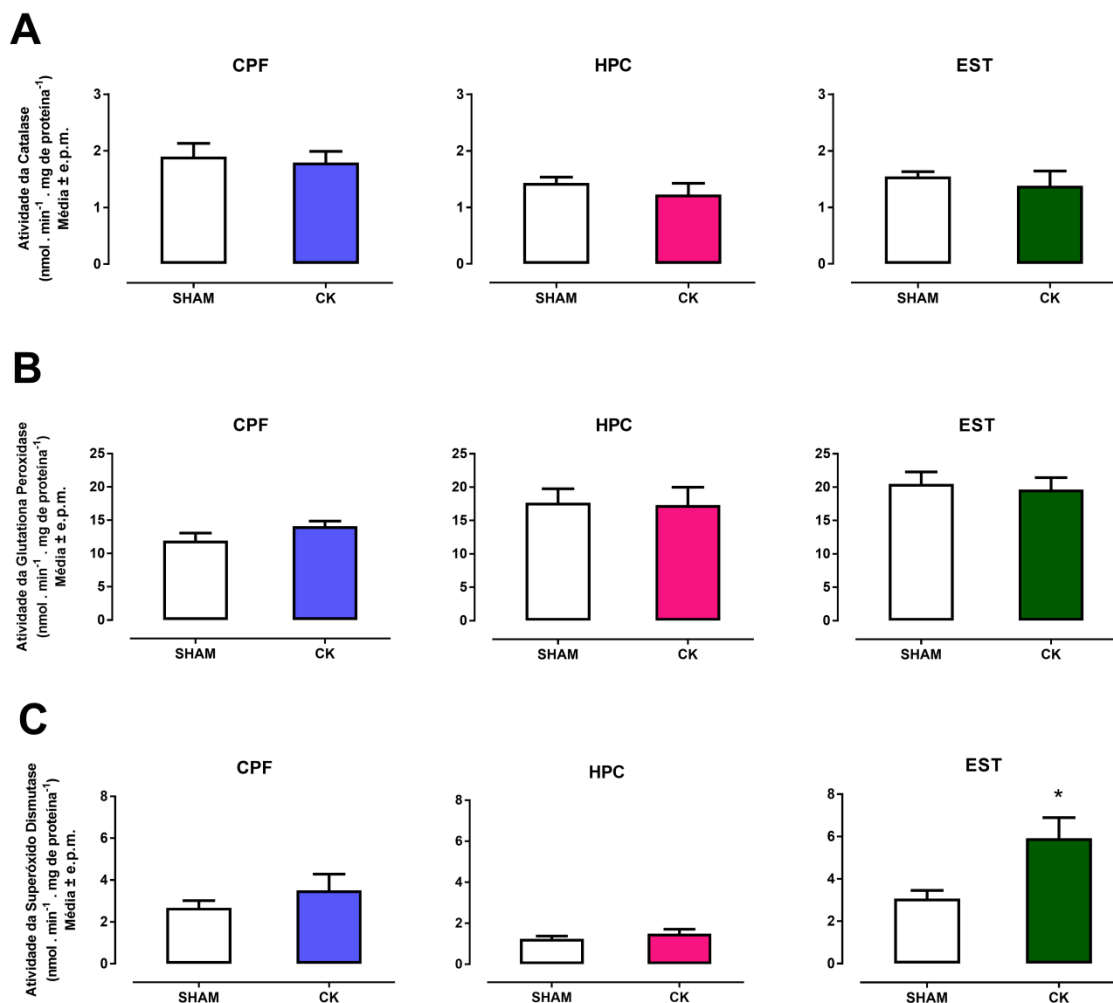 A
CPF
HPC
EST
Atividade da Catalase
(nmol . min⁻¹ . mg de proteína⁻¹)
Média ± e.p.m.
3
2
1
0
SHAM
CK
3
2
1
0
SHAM
CK
3
2
1
0
SHAM
CK
B
CPF
HPC
EST
Atividade da Glutationa Peroxidase
(nmol . min⁻¹ . mg de proteína⁻¹)
Média ± e.p.m.
25
20
15
10
5
0
SHAM
CK
25
20
15
10
5
0
SHAM
CK
25
20
15
10
5
0
SHAM
CK
C
CPF
HPC
EST
Atividade da Superóxido Dismutase
(nmol . min⁻¹ . mg de proteína⁻¹)
Média ± e.p.m.
8
6
4
2
0
SHAM
CK
8
6
4
2
0
SHAM
CK
8
6
4
2
0
*
SHAM
CK